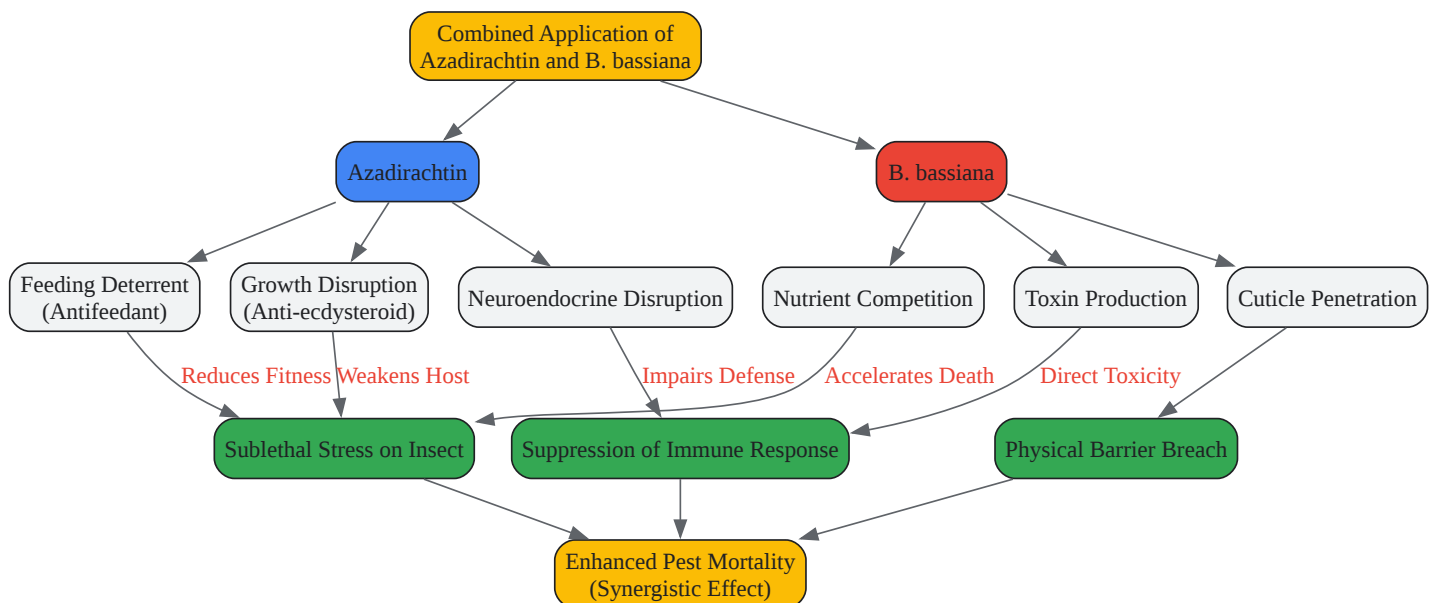 Combined Application of
Azadirachtin and B. bassiana
Azadirachtin
B. bassiana
Feeding Deterrent
(Antifeedant)
Growth Disruption
(Anti-ecdysteroid)
Neuroendocrine Disruption
Nutrient Competition
Toxin Production
Cuticle Penetration
Reduces Fitness
Weakens Host
Impairs Defense
Accelerates Death
Direct Toxicity
Sublethal Stress on Insect
Suppression of Immune Response
Physical Barrier Breach
Enhanced Pest Mortality
(Synergistic Effect)